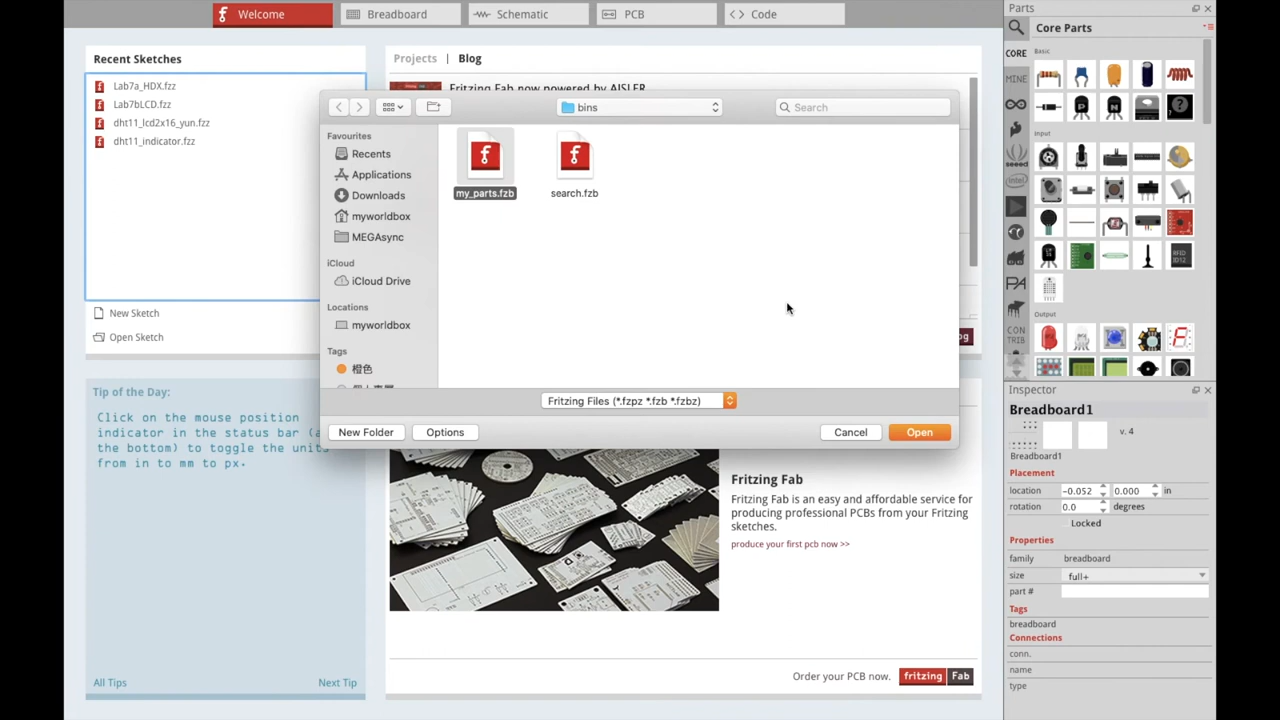 Welcome
Breadboard
Schematic
PCB
Code
Parts
Core Parts
Recent Sketches
Lab7a_HDX.fzz
Lab7bLCD.fzz
dht11_lcd2x16_yun.fzz
dht11_indicator.fzz
New Sketch
Open Sketch
Projects | Blog
Fritzing Fab now powered by AISLER
bins
Search
Favourites
Recents
Applications
Downloads
myworldbox
MEGAsync
iCloud
iCloud Drive
Locations
myworldbox
Tags
橙色
my_parts.fzb
search.fzb
Fritzing Files (*.fzpz *.fzb *.fzbz)
New Folder
Options
Cancel
Open
Tip of the Day:
Click on the mouse position
indicator in the status bar (a
the bottom) to toggle the units
from in to mm to px.
All Tips
Next Tip
Fritzing Fab
Fritzing Fab is an easy and affordable service for
producing professional PCBs from your Fritzing
sketches.
produce your first pcb now >>
Order your PCB now.
fritzing Fab
CORE
MINE
seeed
intel
PA
CON
TRIB
Basic
Input
RFID
ID12
Output
Inspector
Breadboard1
v. 4
Breadboard1
Placement
location -0.052 0.000 in
rotation 0.0 degrees
Locked
Properties
family breadboard
size full+
part #
Tags
breadboard
Connections
conn.
name
type